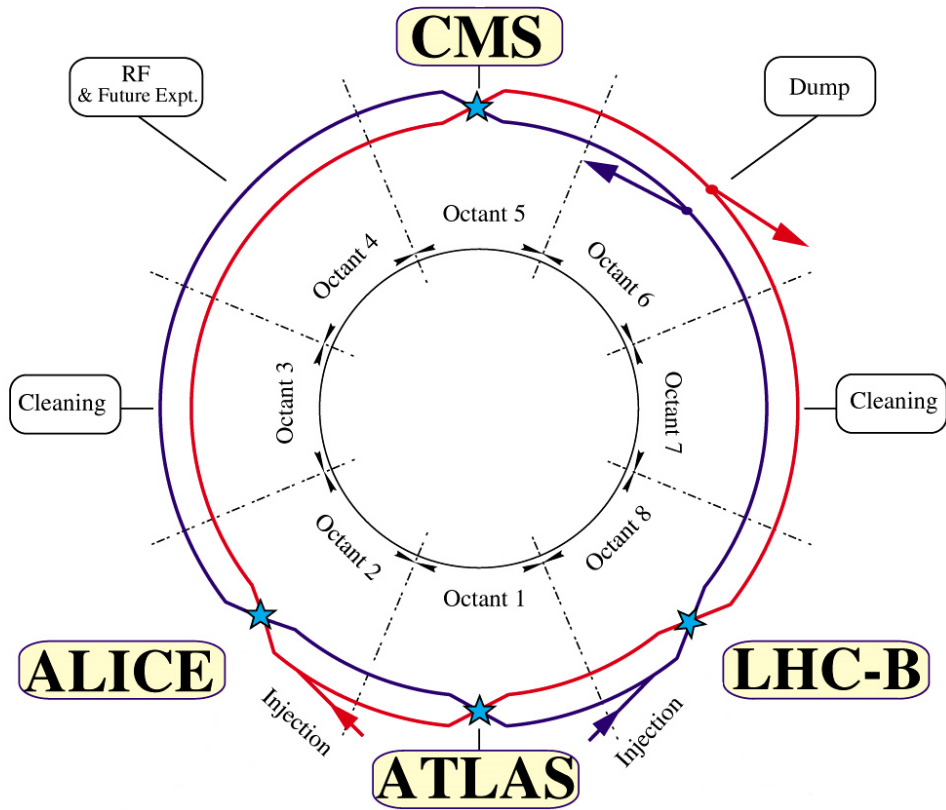 CMS
RF
& Future Expt.
Dump
Octant 5
Octant 4
Octant 6
Cleaning
Octant 3
Octant 7
Cleaning
Octant 2
Octant 8
Octant 1
ALICE
LHC-B
Injection
Injection
ATLAS